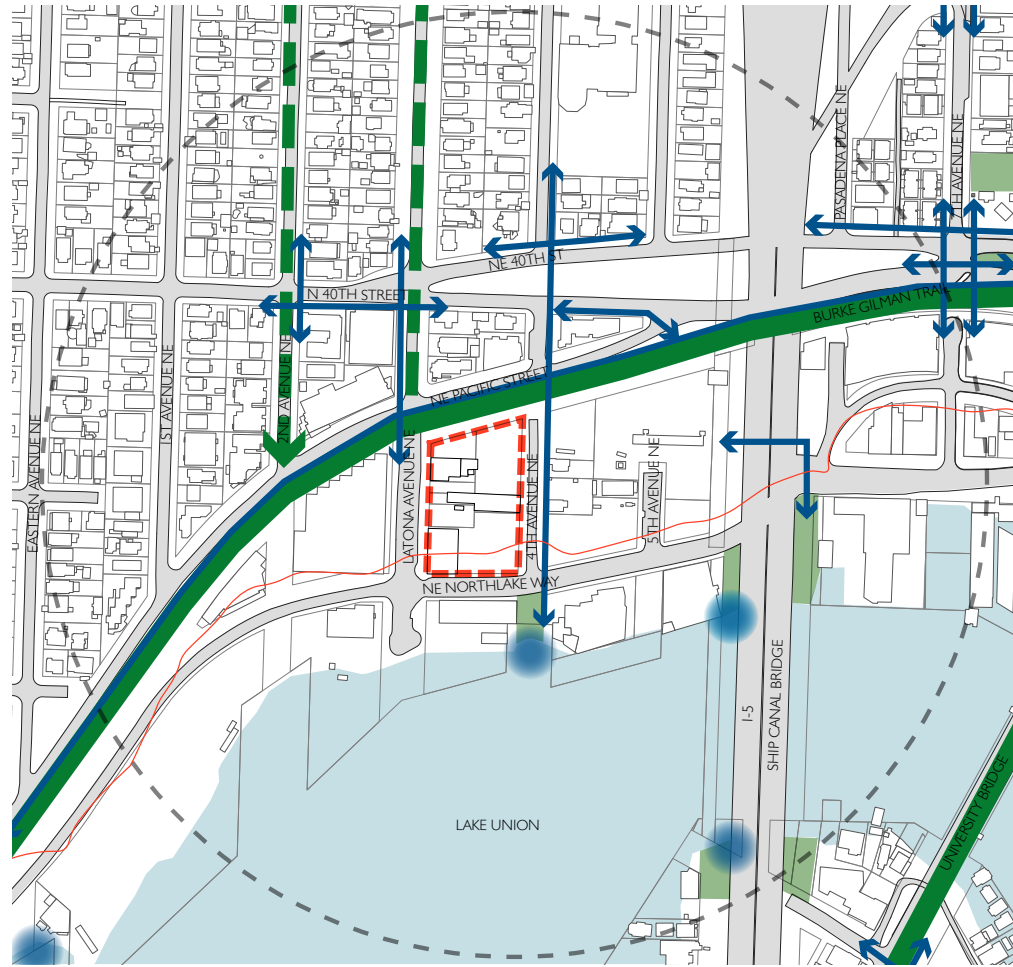 PASADENA PLACE NE
7TH AVENUE NE
NE 40TH ST
N 40TH STREET
BURKE GILMAN TRAIL
NE PACIFIC STREET
2ND AVENUE NE
1ST AVENUE NE
EASTERN AVENUE NE
LATONA AVENUE NE
4TH AVENUE NE
5TH AVENUE NE
NE NORTHLAKE WAY
I-5
SHIP CANAL BRIDGE
UNIVERSITY BRIDGE
LAKE UNION